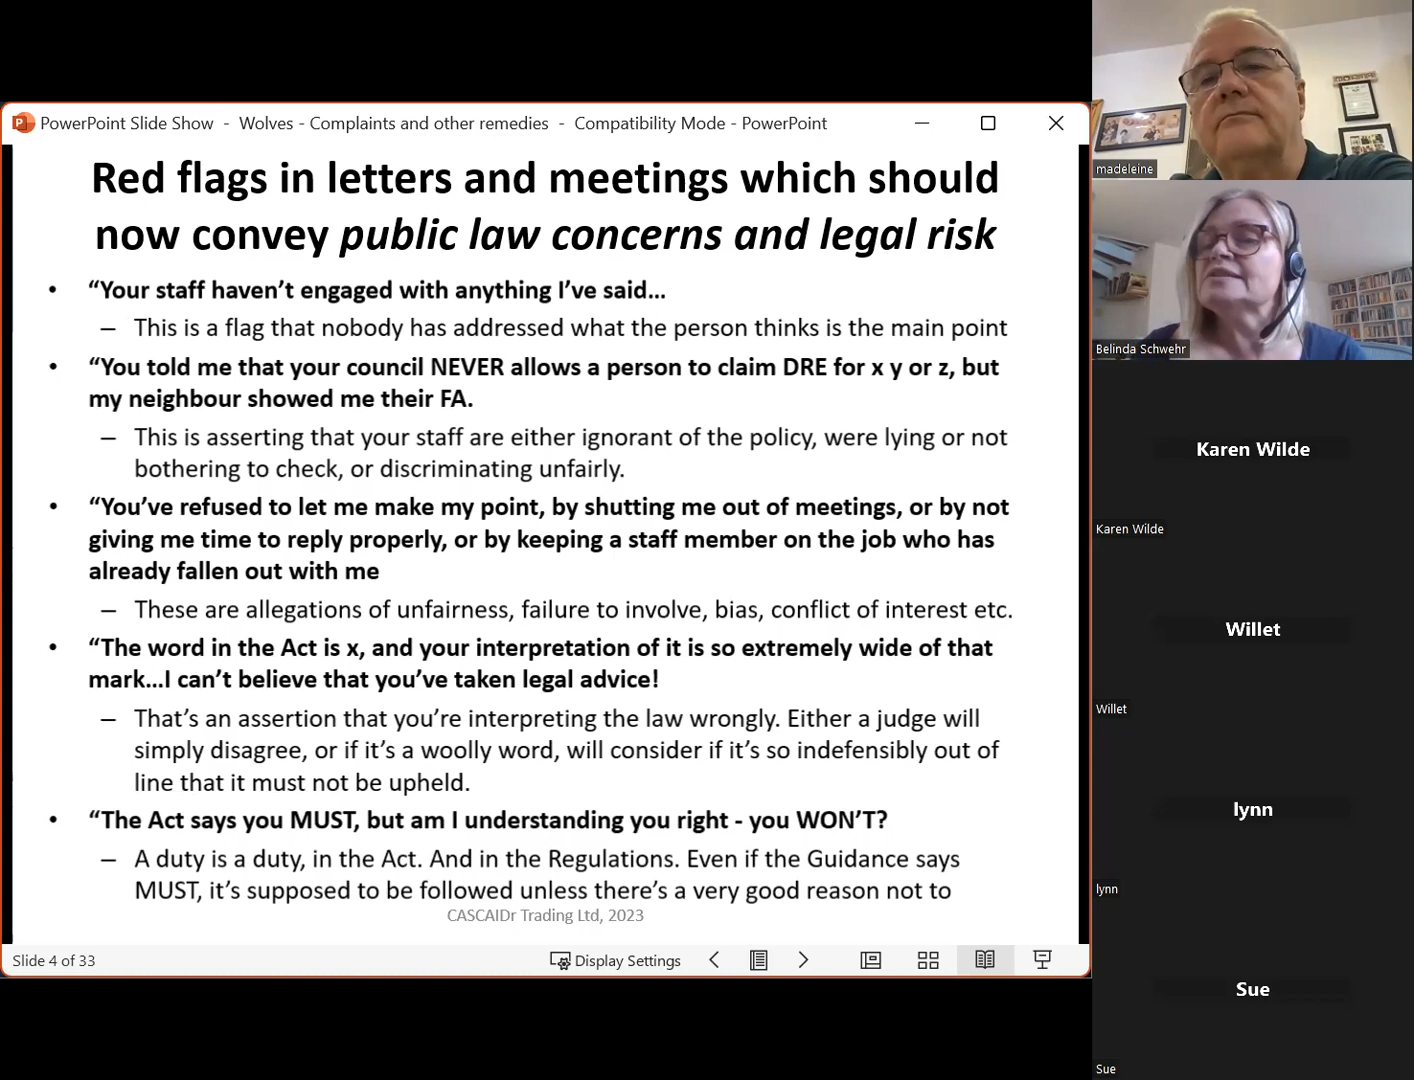 PowerPoint Slide Show - Wolves - Complaints and other remedies - Compatibility Mode - PowerPoint
Red flags in letters and meetings which should
now convey public law concerns and legal risk
• “Your staff haven’t engaged with anything I’ve said…
– This is a flag that nobody has addressed what the person thinks is the main point
• “You told me that your council NEVER allows a person to claim DRE for x y or z, but
my neighbour showed me their FA.
– This is asserting that your staff are either ignorant of the policy, were lying or not
bothering to check, or discriminating unfairly.
• “You’ve refused to let me make my point, by shutting me out of meetings, or by not
giving me time to reply properly, or by keeping a staff member on the job who has
already fallen out with me
– These are allegations of unfairness, failure to involve, bias, conflict of interest etc.
• “The word in the Act is x, and your interpretation of it is so extremely wide of that
mark…I can’t believe that you’ve taken legal advice!
– That’s an assertion that you’re interpreting the law wrongly. Either a judge will
simply disagree, or if it’s a woolly word, will consider if it’s so indefensibly out of
line that it must not be upheld.
• “The Act says you MUST, but am I understanding you right - you WON’T?
– A duty is a duty, in the Act. And in the Regulations. Even if the Guidance says
MUST, it’s supposed to be followed unless there’s a very good reason not to
CASCAIDr Trading Ltd, 2023
Slide 4 of 33
Display Settings
madeleine
Belinda Schwehr
Karen Wilde
Karen Wilde
Willet
Willet
lynn
lynn
Sue
Sue